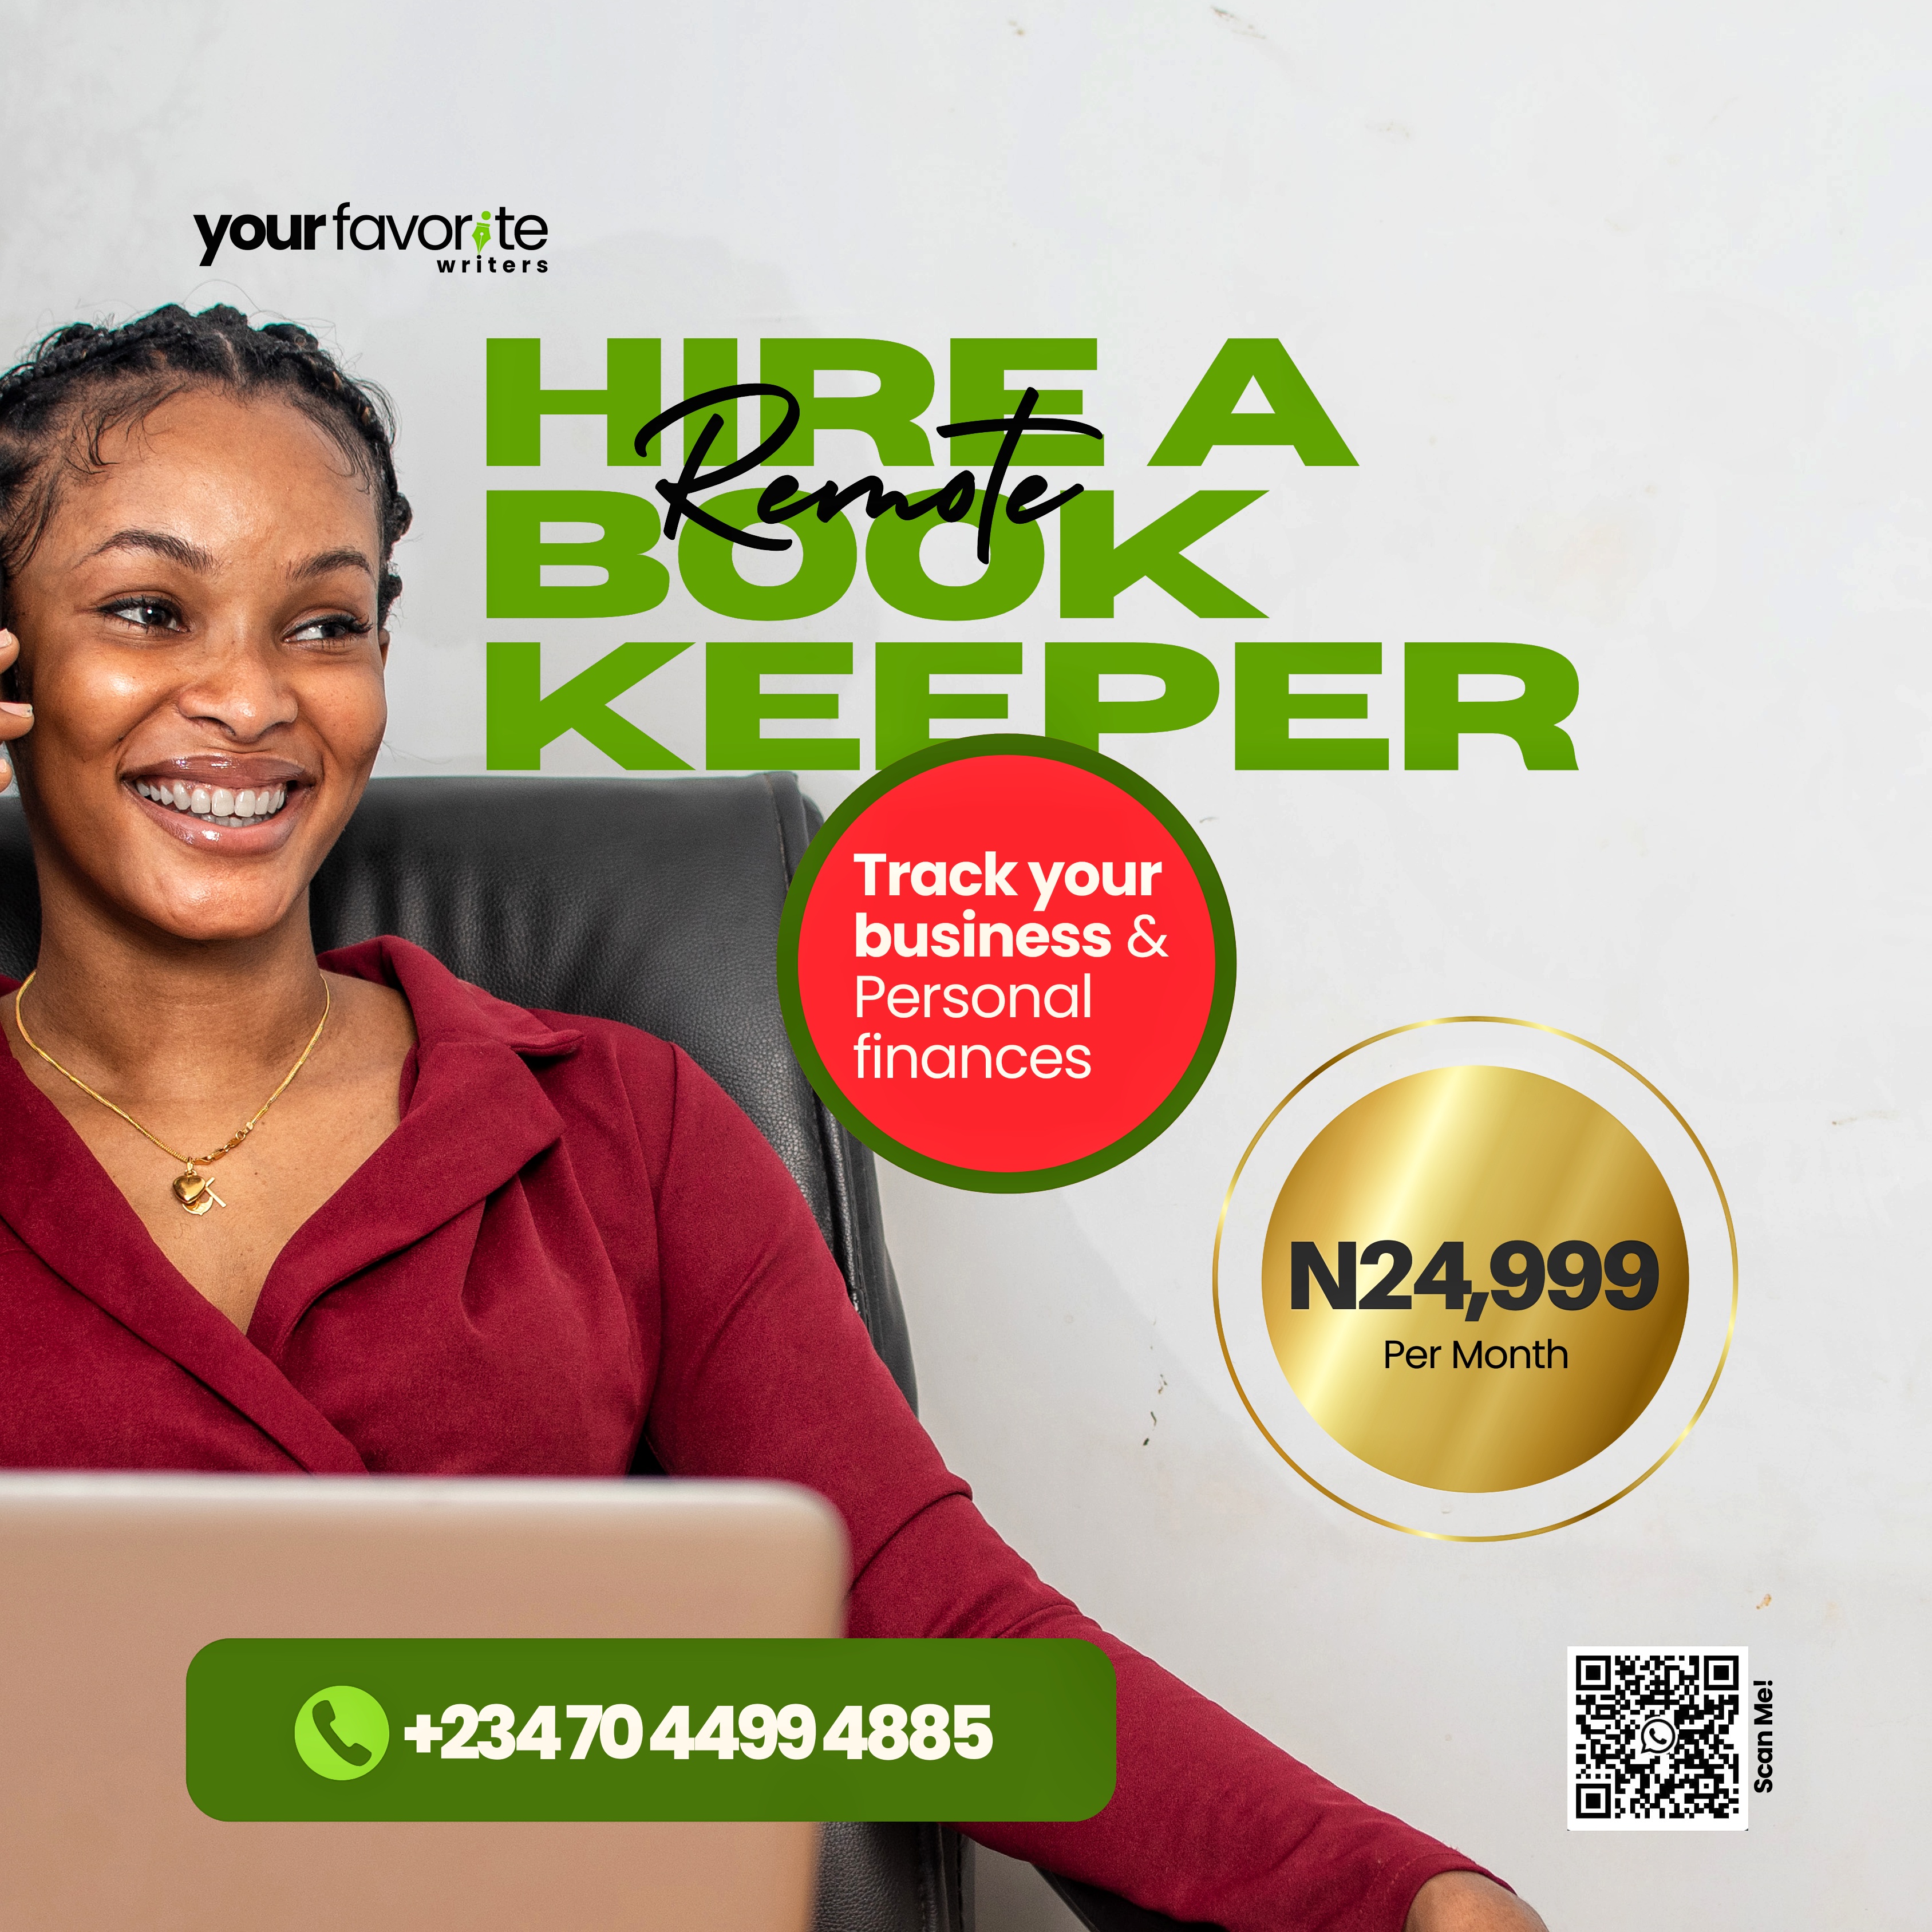 yourfavorite
writers
HIRE A
Remote
BOOK
KEEPER
Track your
business &
Personal
finances
N24,999
Per Month
+234 70 4499 4885
Scan Me!